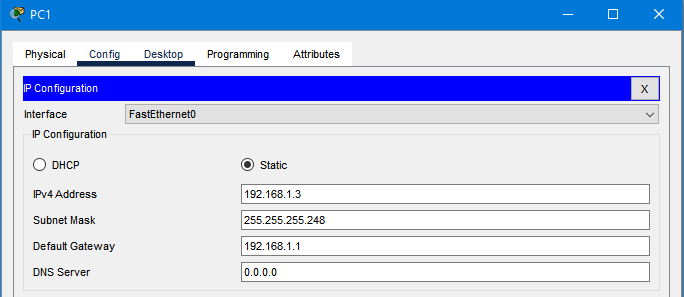 PC1
Physical Config Desktop Programming Attributes
IP Configuration X
Interface FastEthernet0
IP Configuration
DHCP Static
IPv4 Address 192.168.1.3
Subnet Mask 255.255.255.248
Default Gateway 192.168.1.1
DNS Server 0.0.0.0